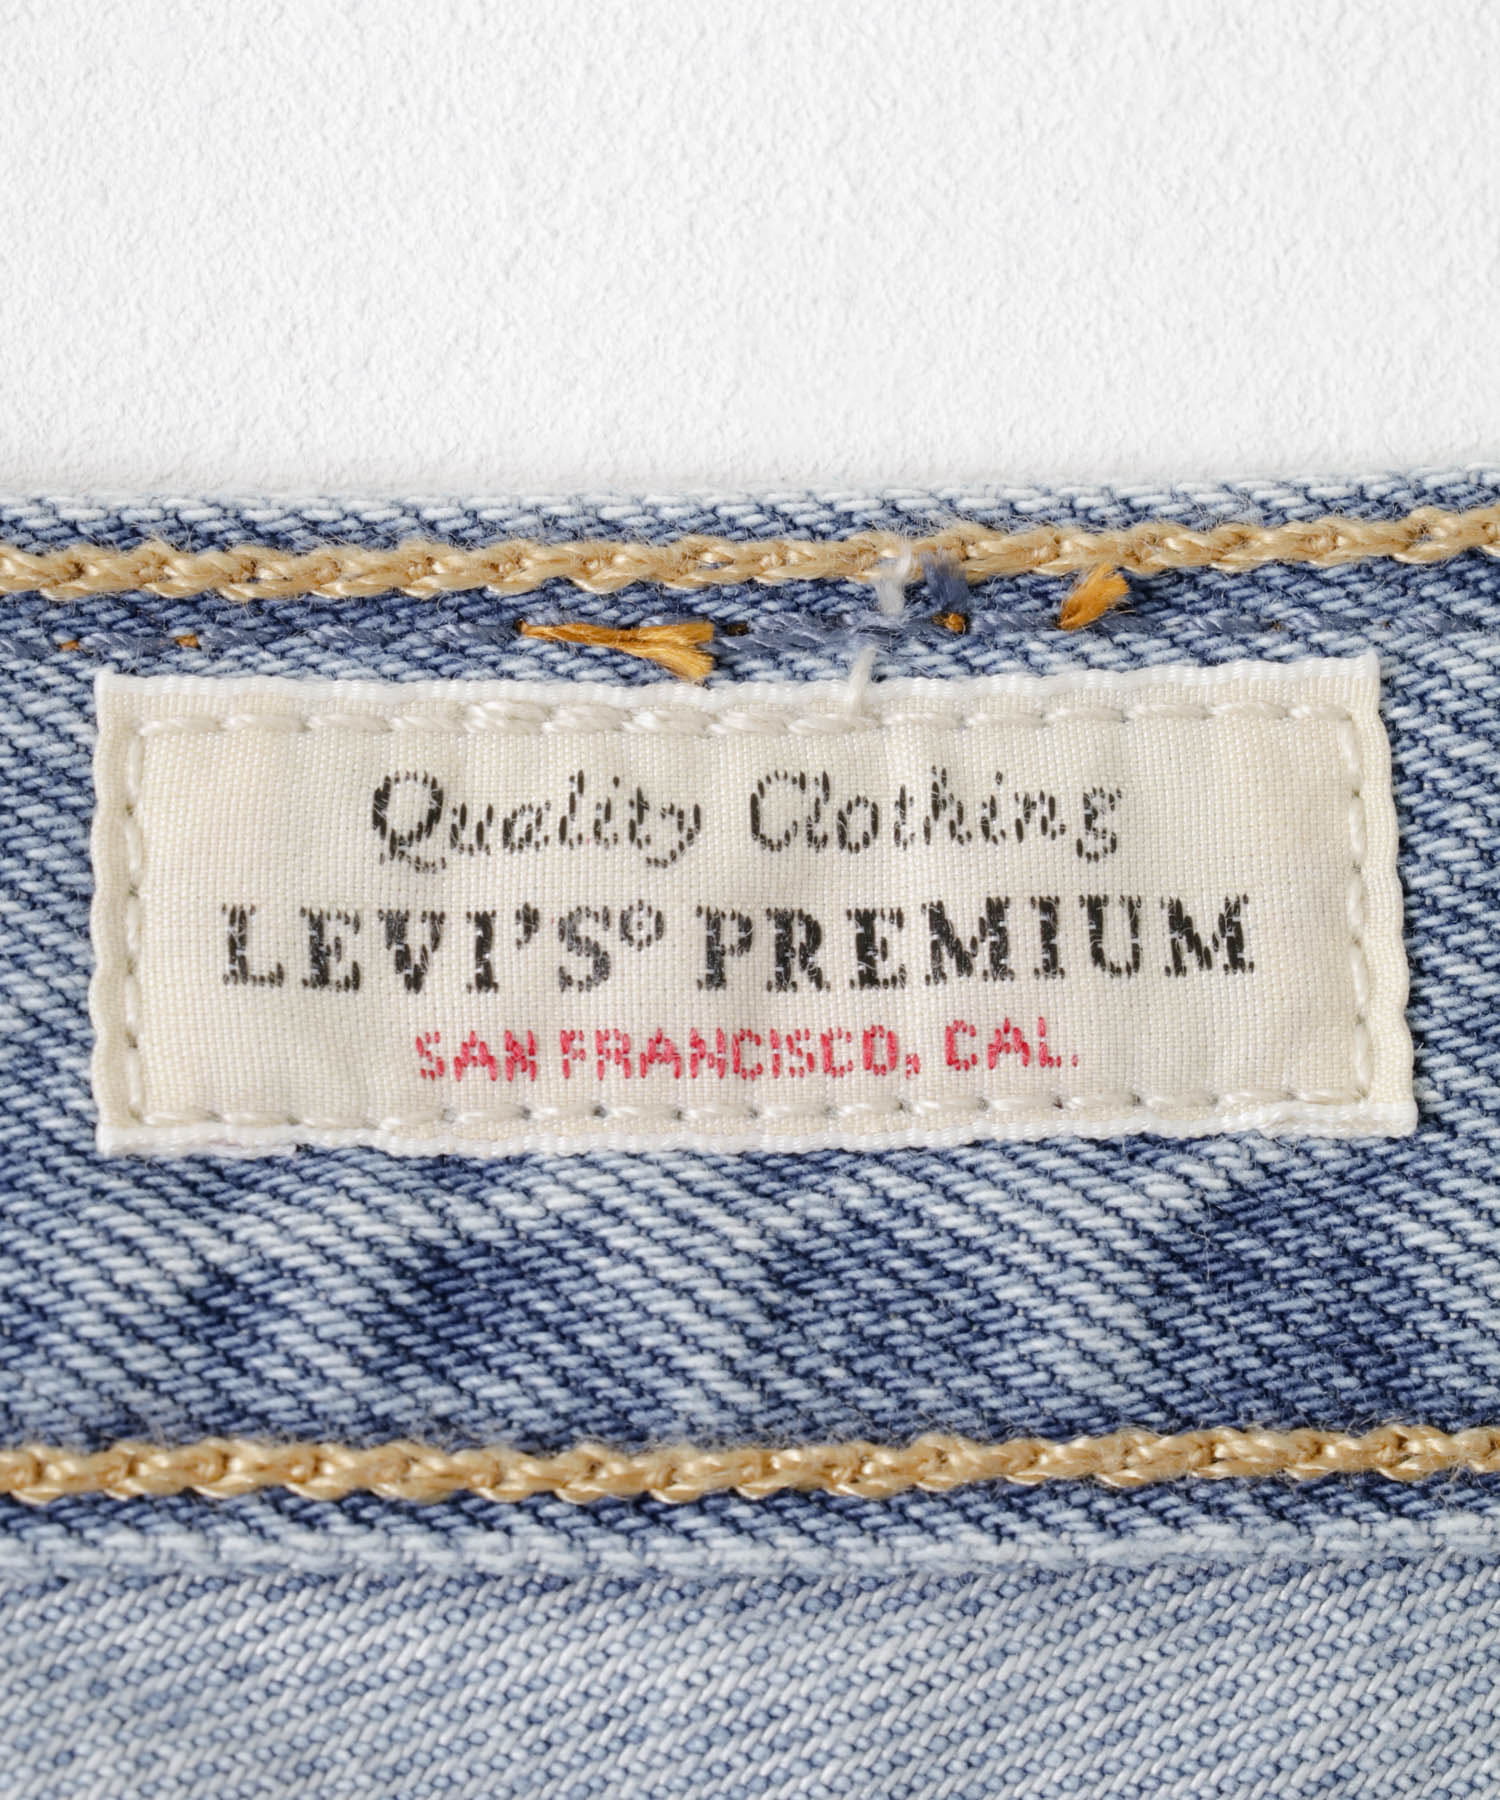 Quality Clothing
LEVI'S® PREMIUM
SAN FRANCISCO, CAL.